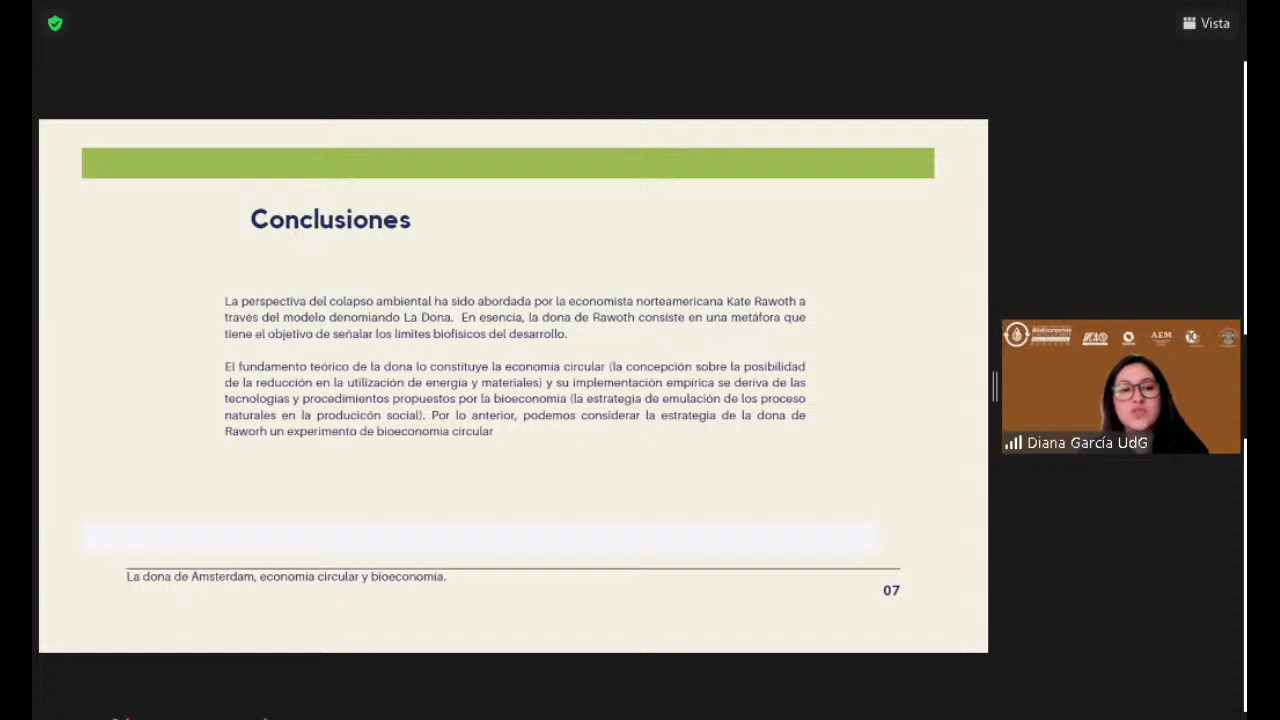 Vista
Conclusiones
La perspectiva del colapso ambiental ha sido abordada por la economista norteamericana Kate Rawoth a
través del modelo denomiando La Dona. En esencia, la dona de Rawoth consiste en una metáfora que
tiene el objetivo de señalar los límites biofísicos del desarrollo.
El fundamento teórico de la dona lo constituye la economía circular (la concepción sobre la posibilidad
de la reducción en la utilización de energía y materiales) y su implementación empírica se deriva de las
tecnologías y procedimientos propuestos por la bioeconomía (la estrategia de emulación de los proceso
naturales en la producicón social). Por lo anterior, podemos considerar la estrategia de la dona de
Raworh un experimento de bioeconomía circular
AEM
Diana García UdG
La dona de Ámsterdam, economía circular y bioeconomía.
07